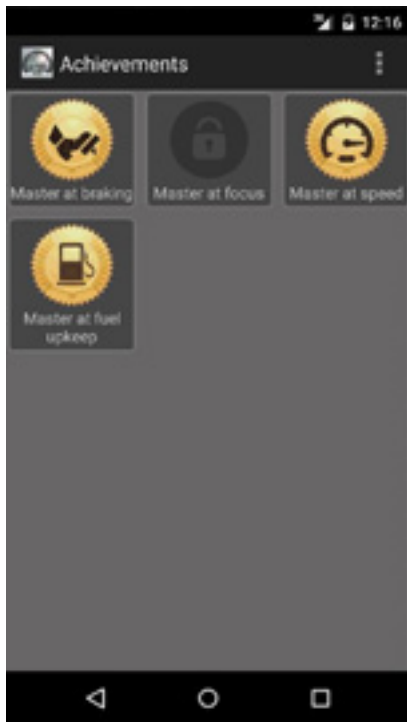 12:16
Achievements
Master at braking
Master at focus
Master at speed
Master at fuel
upkeep